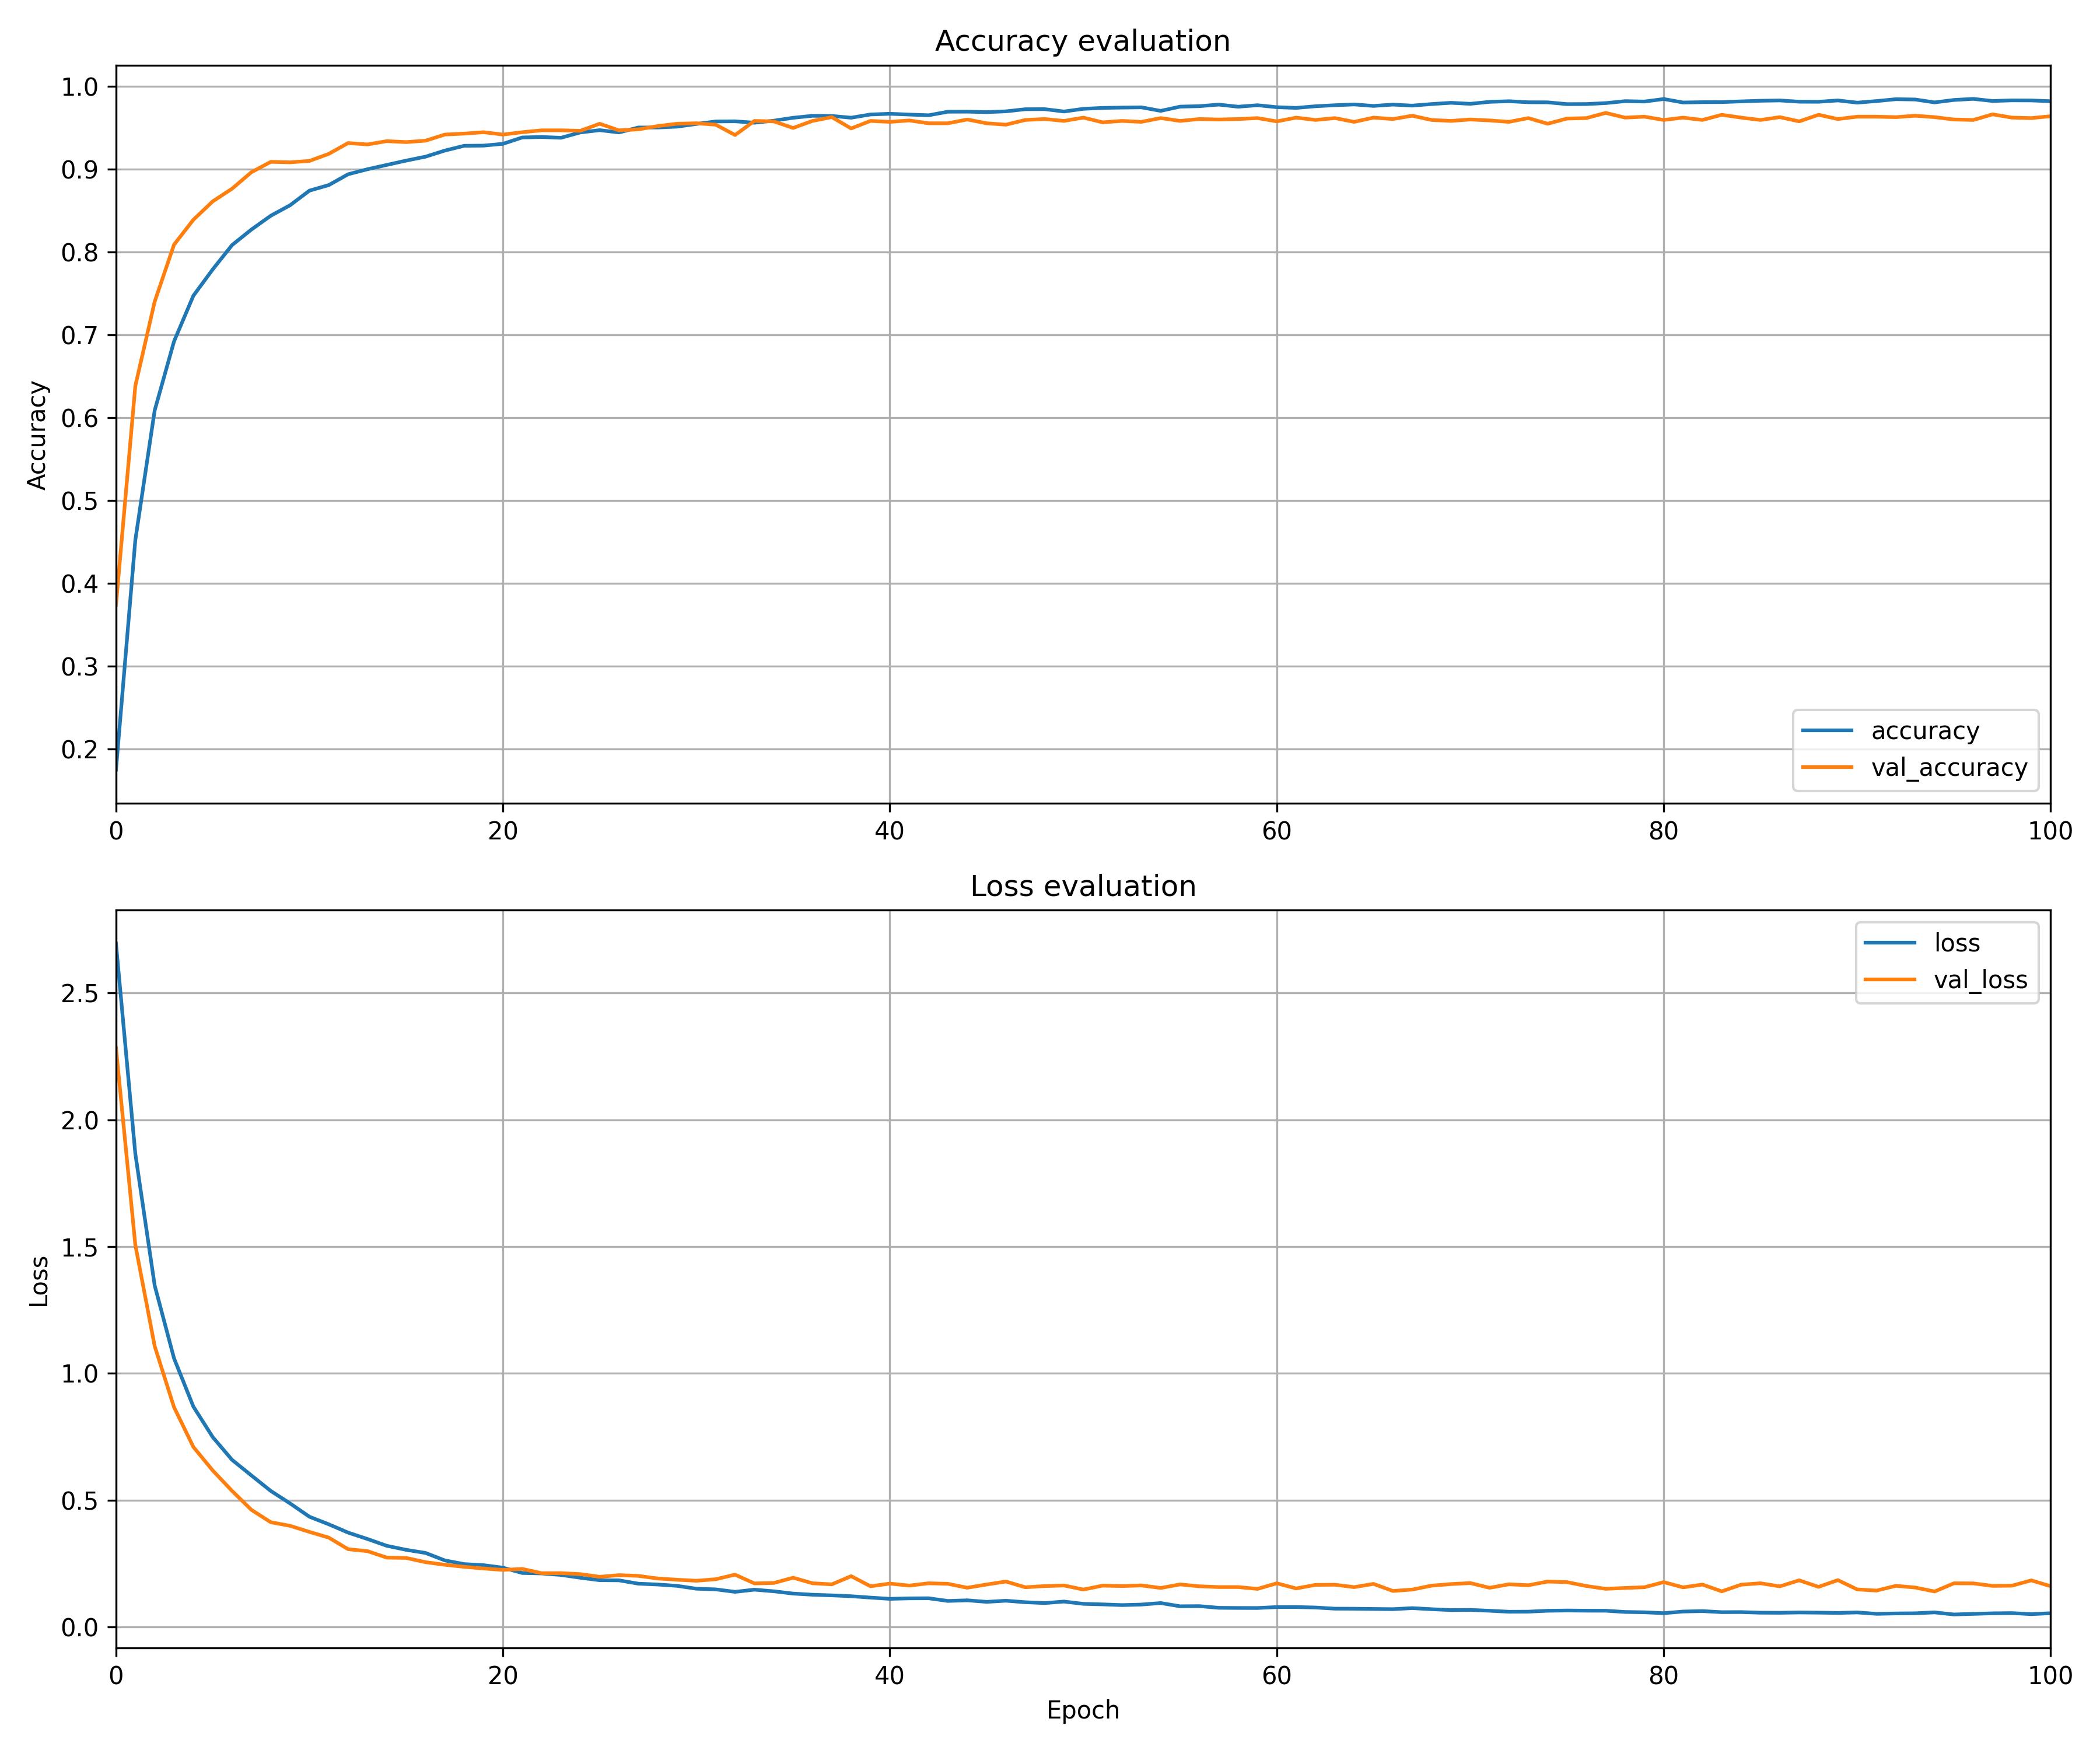 Accuracy evaluation
1.0
0.9
0.8
0.7
0.6
0.5
0.4
0.3
0.2
Accuracy
accuracy
val_accuracy
0 20 40 60 80 100
Loss evaluation
loss
val_loss
2.5
2.0
1.5
1.0
0.5
0.0
Loss
0 20 40 60 80 100
Epoch